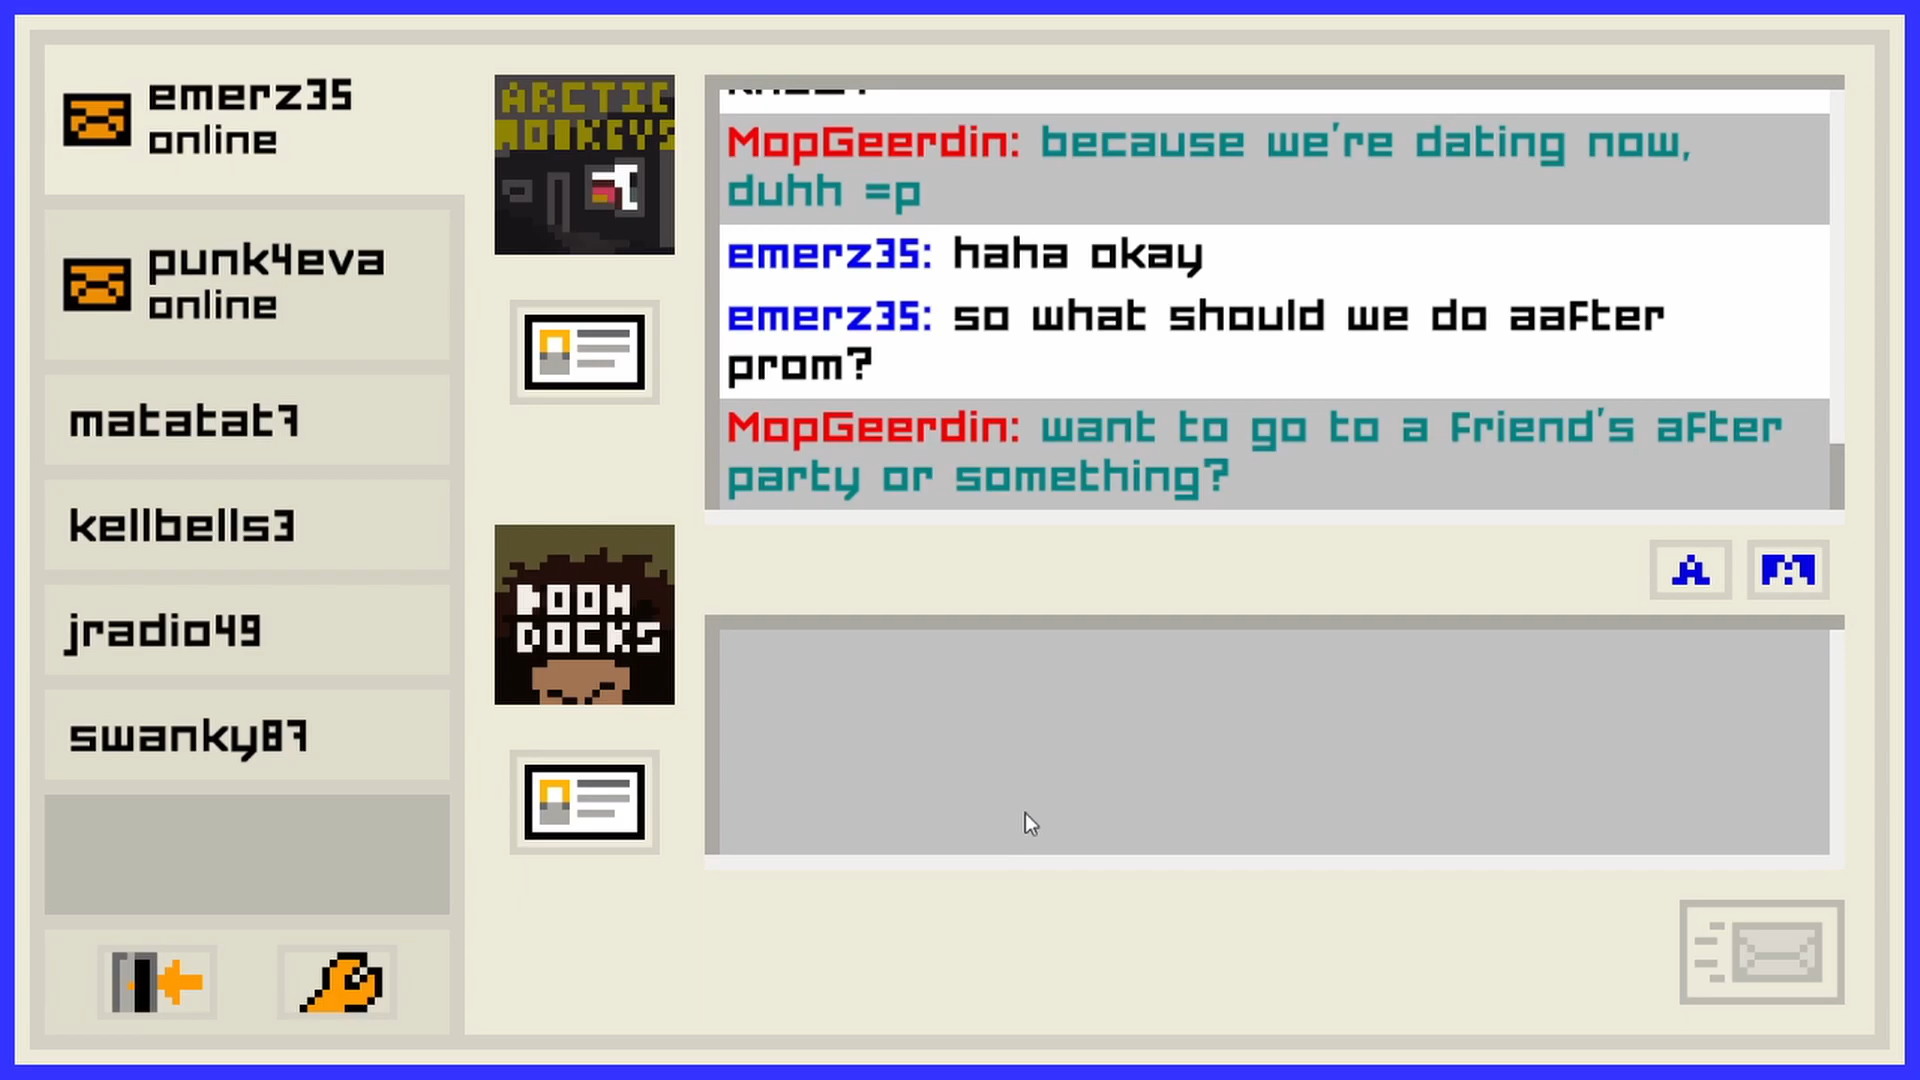 emerz35
online
punk4eva
online
matatat7
kellbells3
jradio49
swanky87
ARCTIC
MONKEYS
MopGeerdin: because we're dating now,
duhh =p
emerz35: haha okay
emerz35: so what should we do aafter
prom?
MopGeerdin: want to go to a friend's after
party or something?
A
BOON
DOCKS